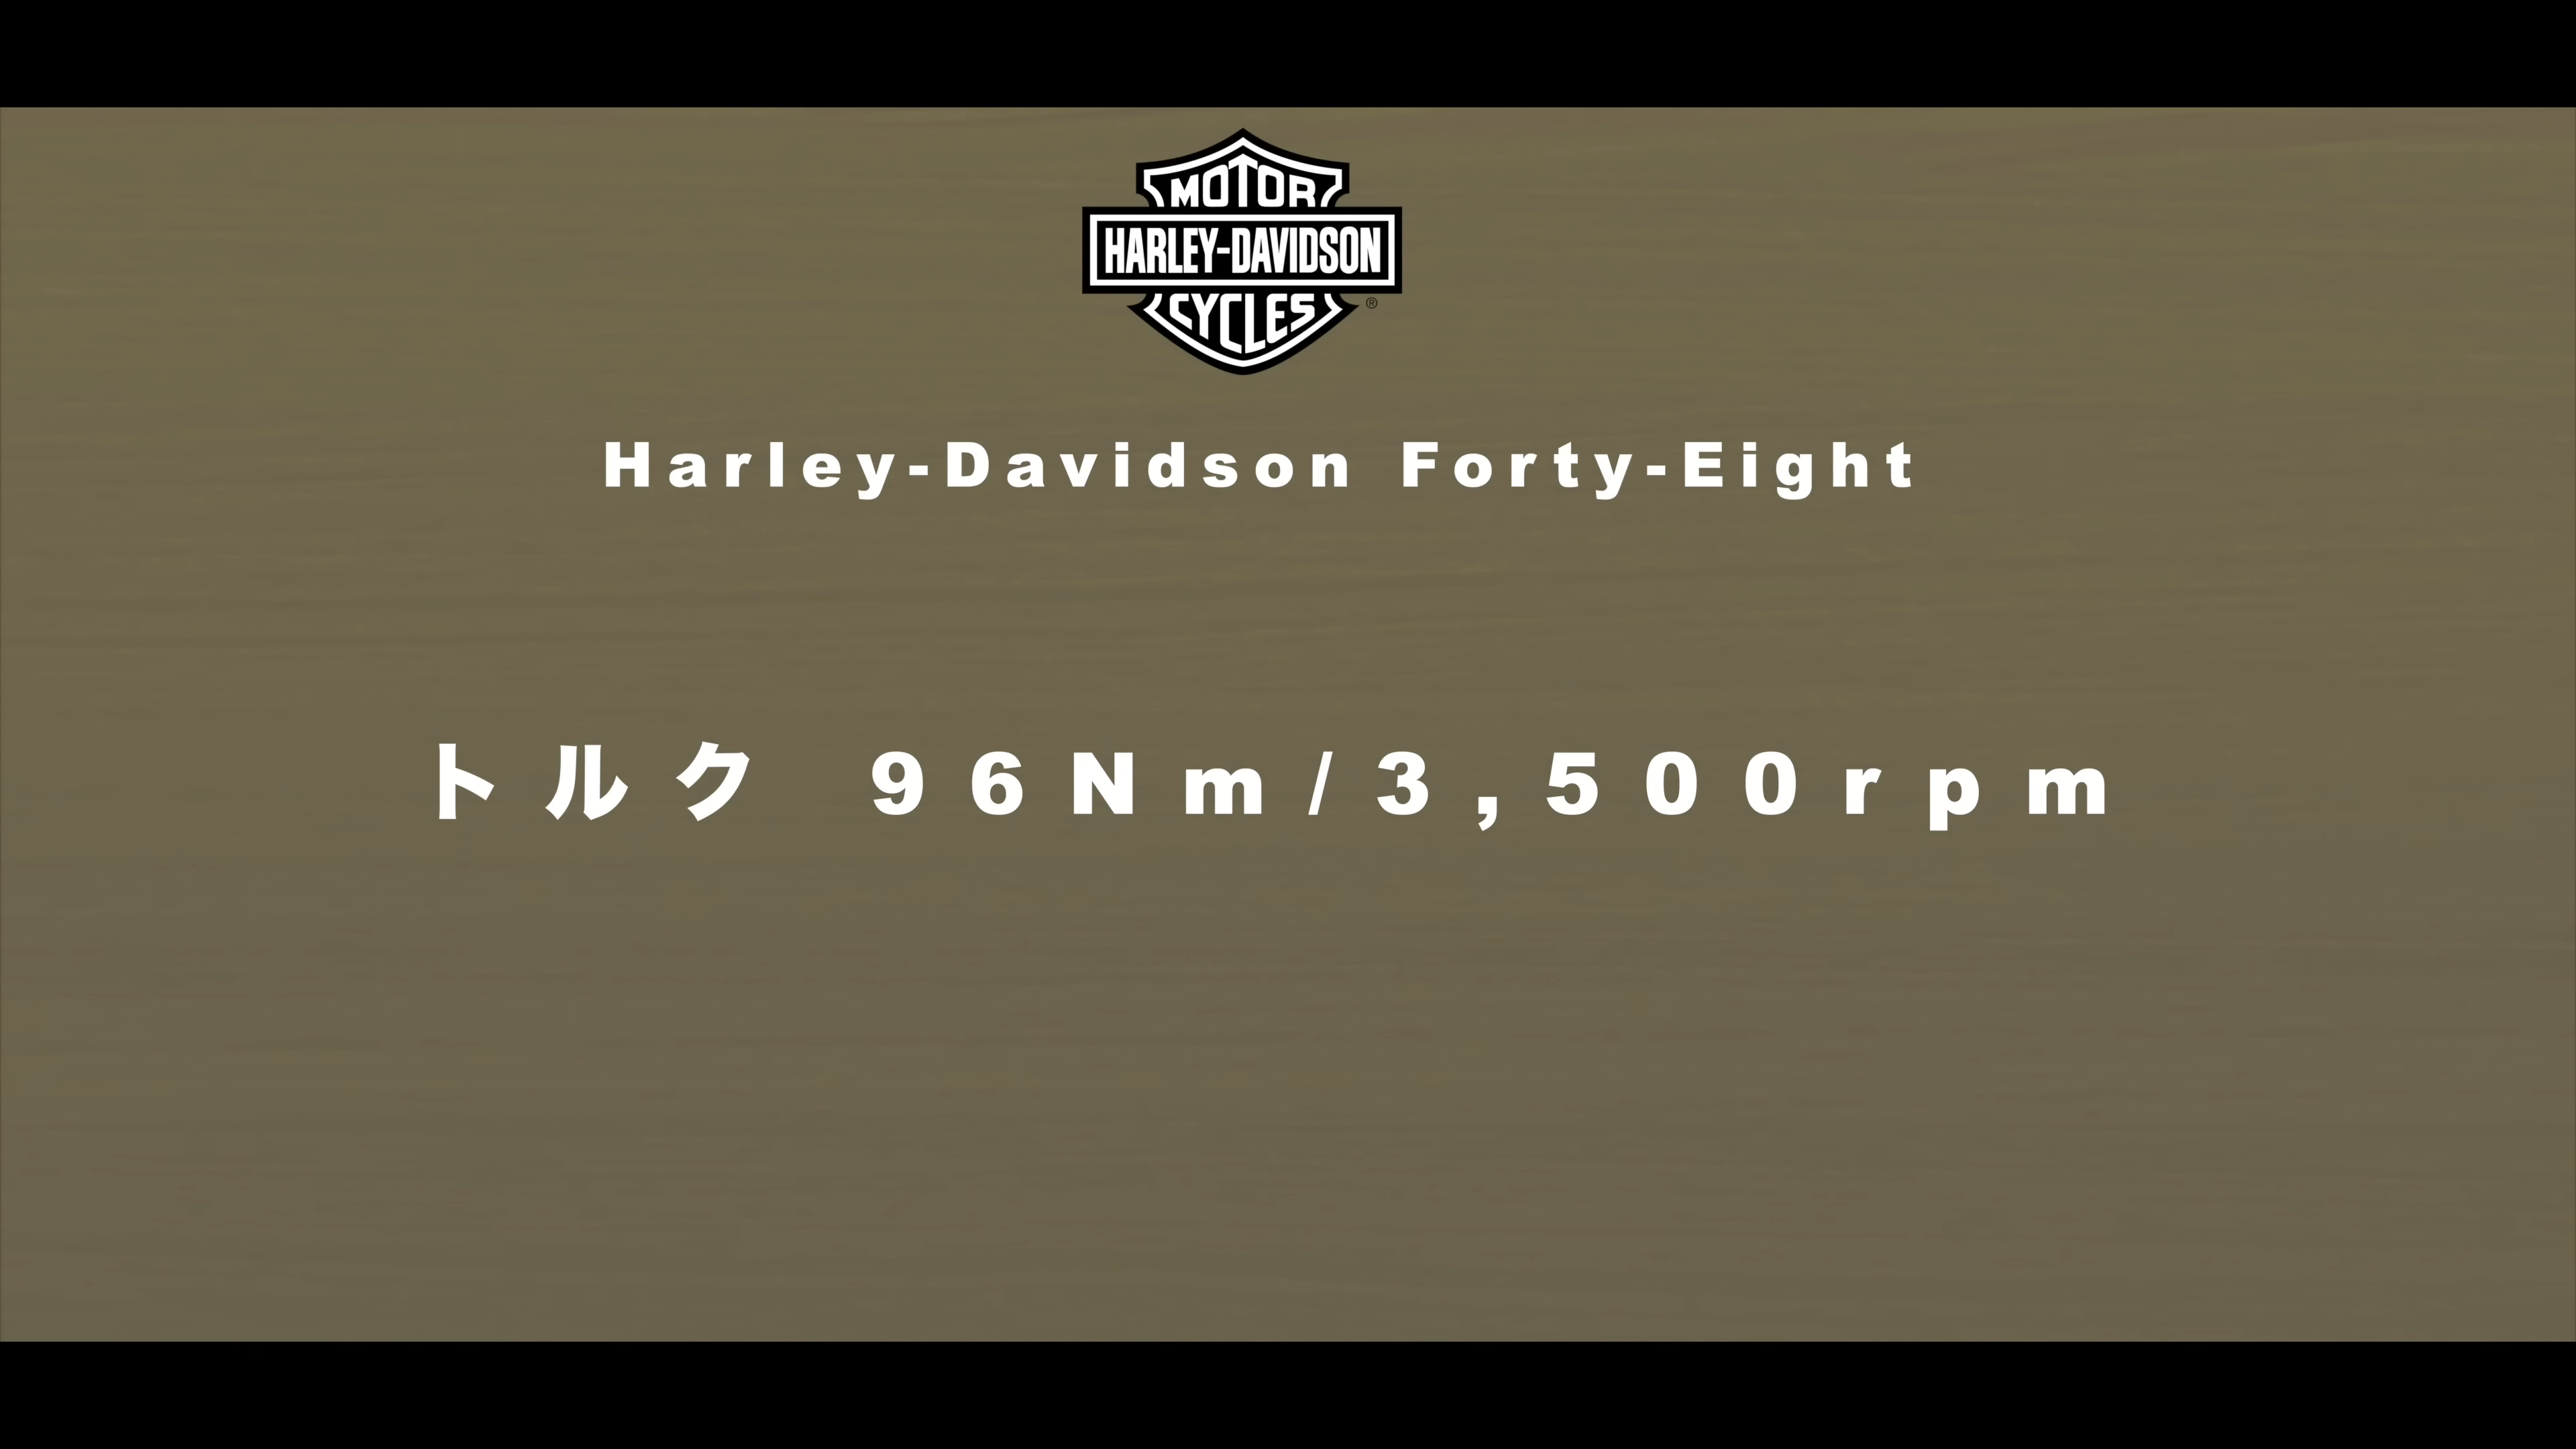 MOTOR
HARLEY-DAVIDSON
CYCLES
®
Harley-Davidson Forty-Eight
トルク 96Nm/3,500rpm